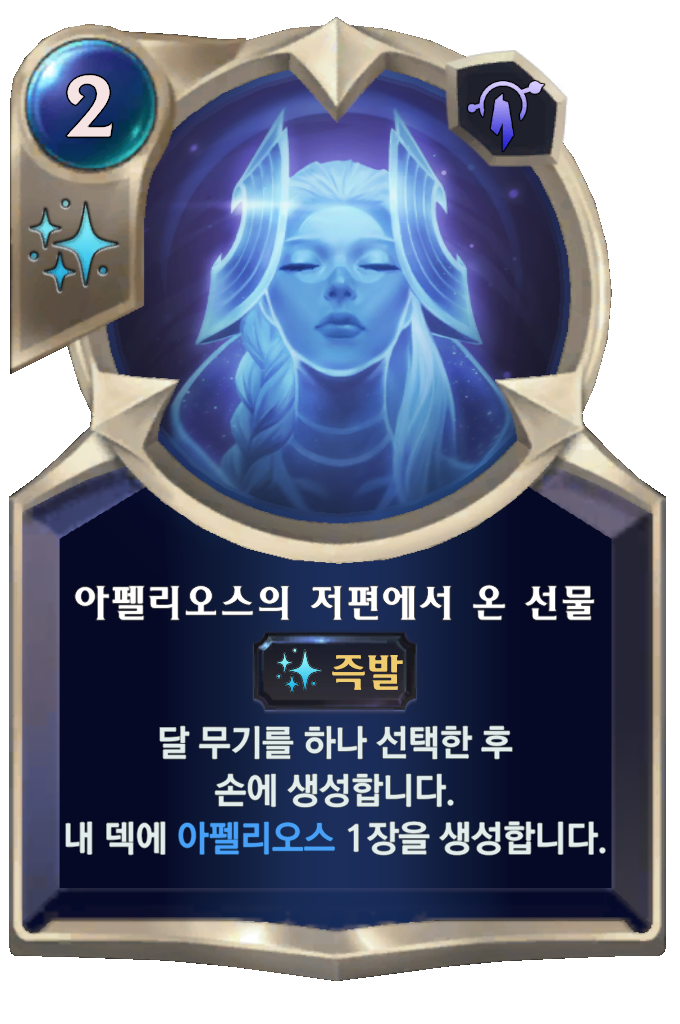 2
아펠리오스의 저편에서 온 선물
즉발
달 무기를 하나 선택한 후
손에 생성합니다.
내 덱에 아펠리오스 1장을 생성합니다.